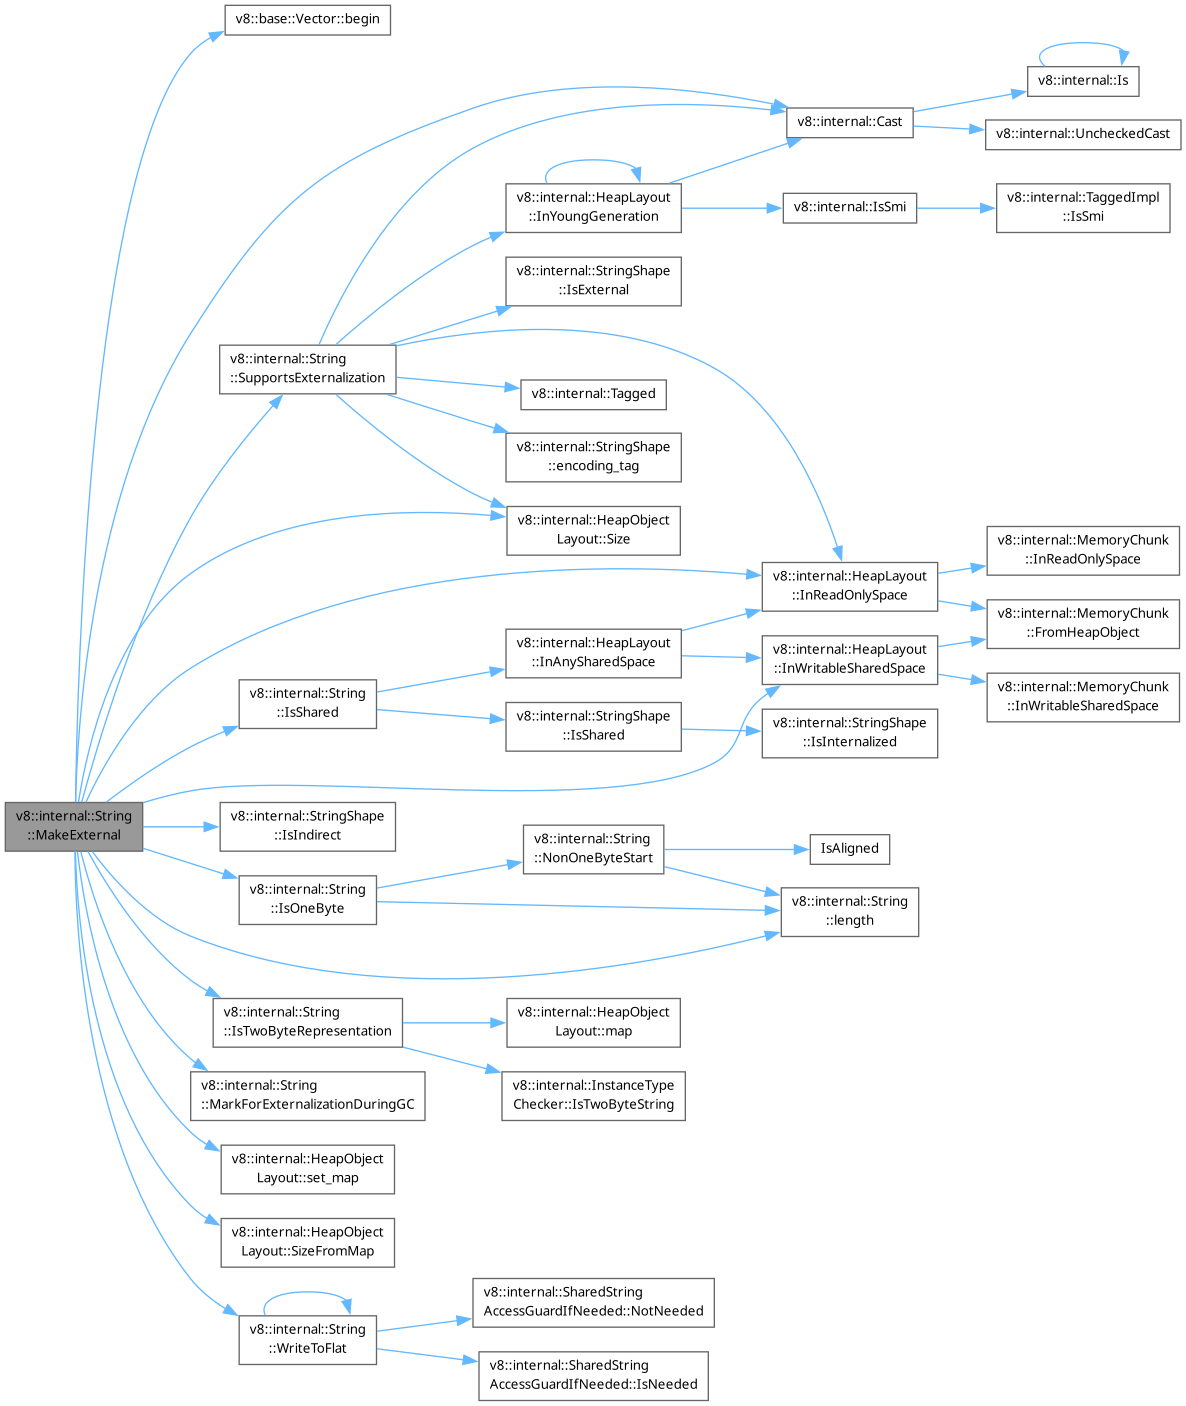 v8::base::Vector::begin
v8::internal::Is
v8::internal::Cast
v8::internal::UncheckedCast
v8::internal::HeapLayout
::InYoungGeneration
v8::internal::IsSmi
v8::internal::TaggedImpl
::IsSmi
v8::internal::StringShape
::IsExternal
v8::internal::String
::SupportsExternalization
v8::internal::Tagged
v8::internal::StringShape
::encoding_tag
v8::internal::HeapObject
Layout::Size
v8::internal::HeapLayout
::InReadOnlySpace
v8::internal::MemoryChunk
::InReadOnlySpace
v8::internal::MemoryChunk
::FromHeapObject
v8::internal::HeapLayout
::InAnySharedSpace
v8::internal::HeapLayout
::InWritableSharedSpace
v8::internal::MemoryChunk
::InWritableSharedSpace
v8::internal::String
::IsShared
v8::internal::StringShape
::IsShared
v8::internal::StringShape
::IsInternalized
v8::internal::String
::MakeExternal
v8::internal::StringShape
::IsIndirect
v8::internal::String
::NonOneByteStart
IsAligned
v8::internal::String
::IsOneByte
v8::internal::String
::length
v8::internal::String
::IsTwoByteRepresentation
v8::internal::HeapObject
Layout::map
v8::internal::String
::MarkForExternalizationDuringGC
v8::internal::InstanceType
Checker::IsTwoByteString
v8::internal::HeapObject
Layout::set_map
v8::internal::HeapObject
Layout::SizeFromMap
v8::internal::String
::WriteToFlat
v8::internal::SharedString
AccessGuardIfNeeded::NotNeeded
v8::internal::SharedString
AccessGuardIfNeeded::IsNeeded